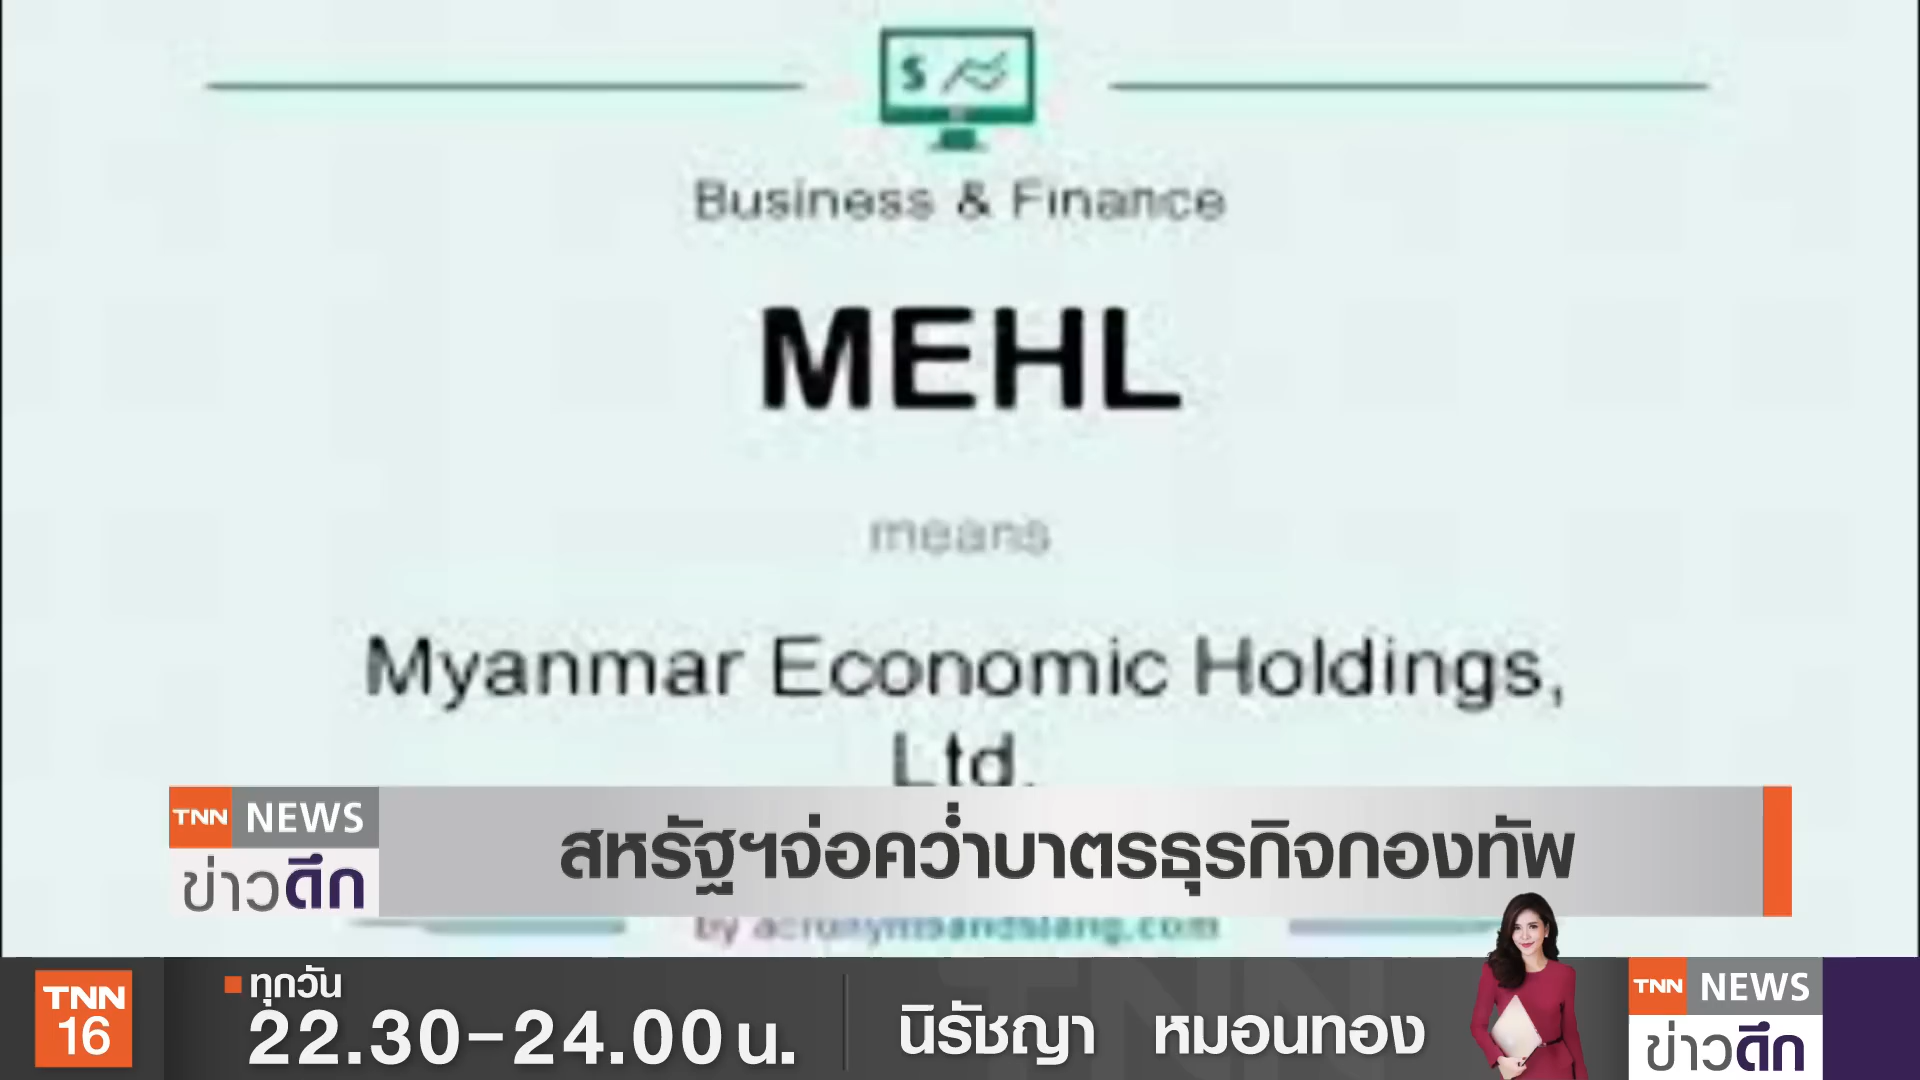 $
Business & Finance
MEHL
means
Myanmar Economic Holdings,
Ltd.
TNN NEWS
ข่าวดึก
สหรัฐฯจ่อคว่ำบาตรธุรกิจกองทัพ
by acronymsandslang.com
TNN
16
ทุกวัน
22.30-24.00 น.
นิรัชญา หมอนทอง
TNN NEWS
ข่าวดึก